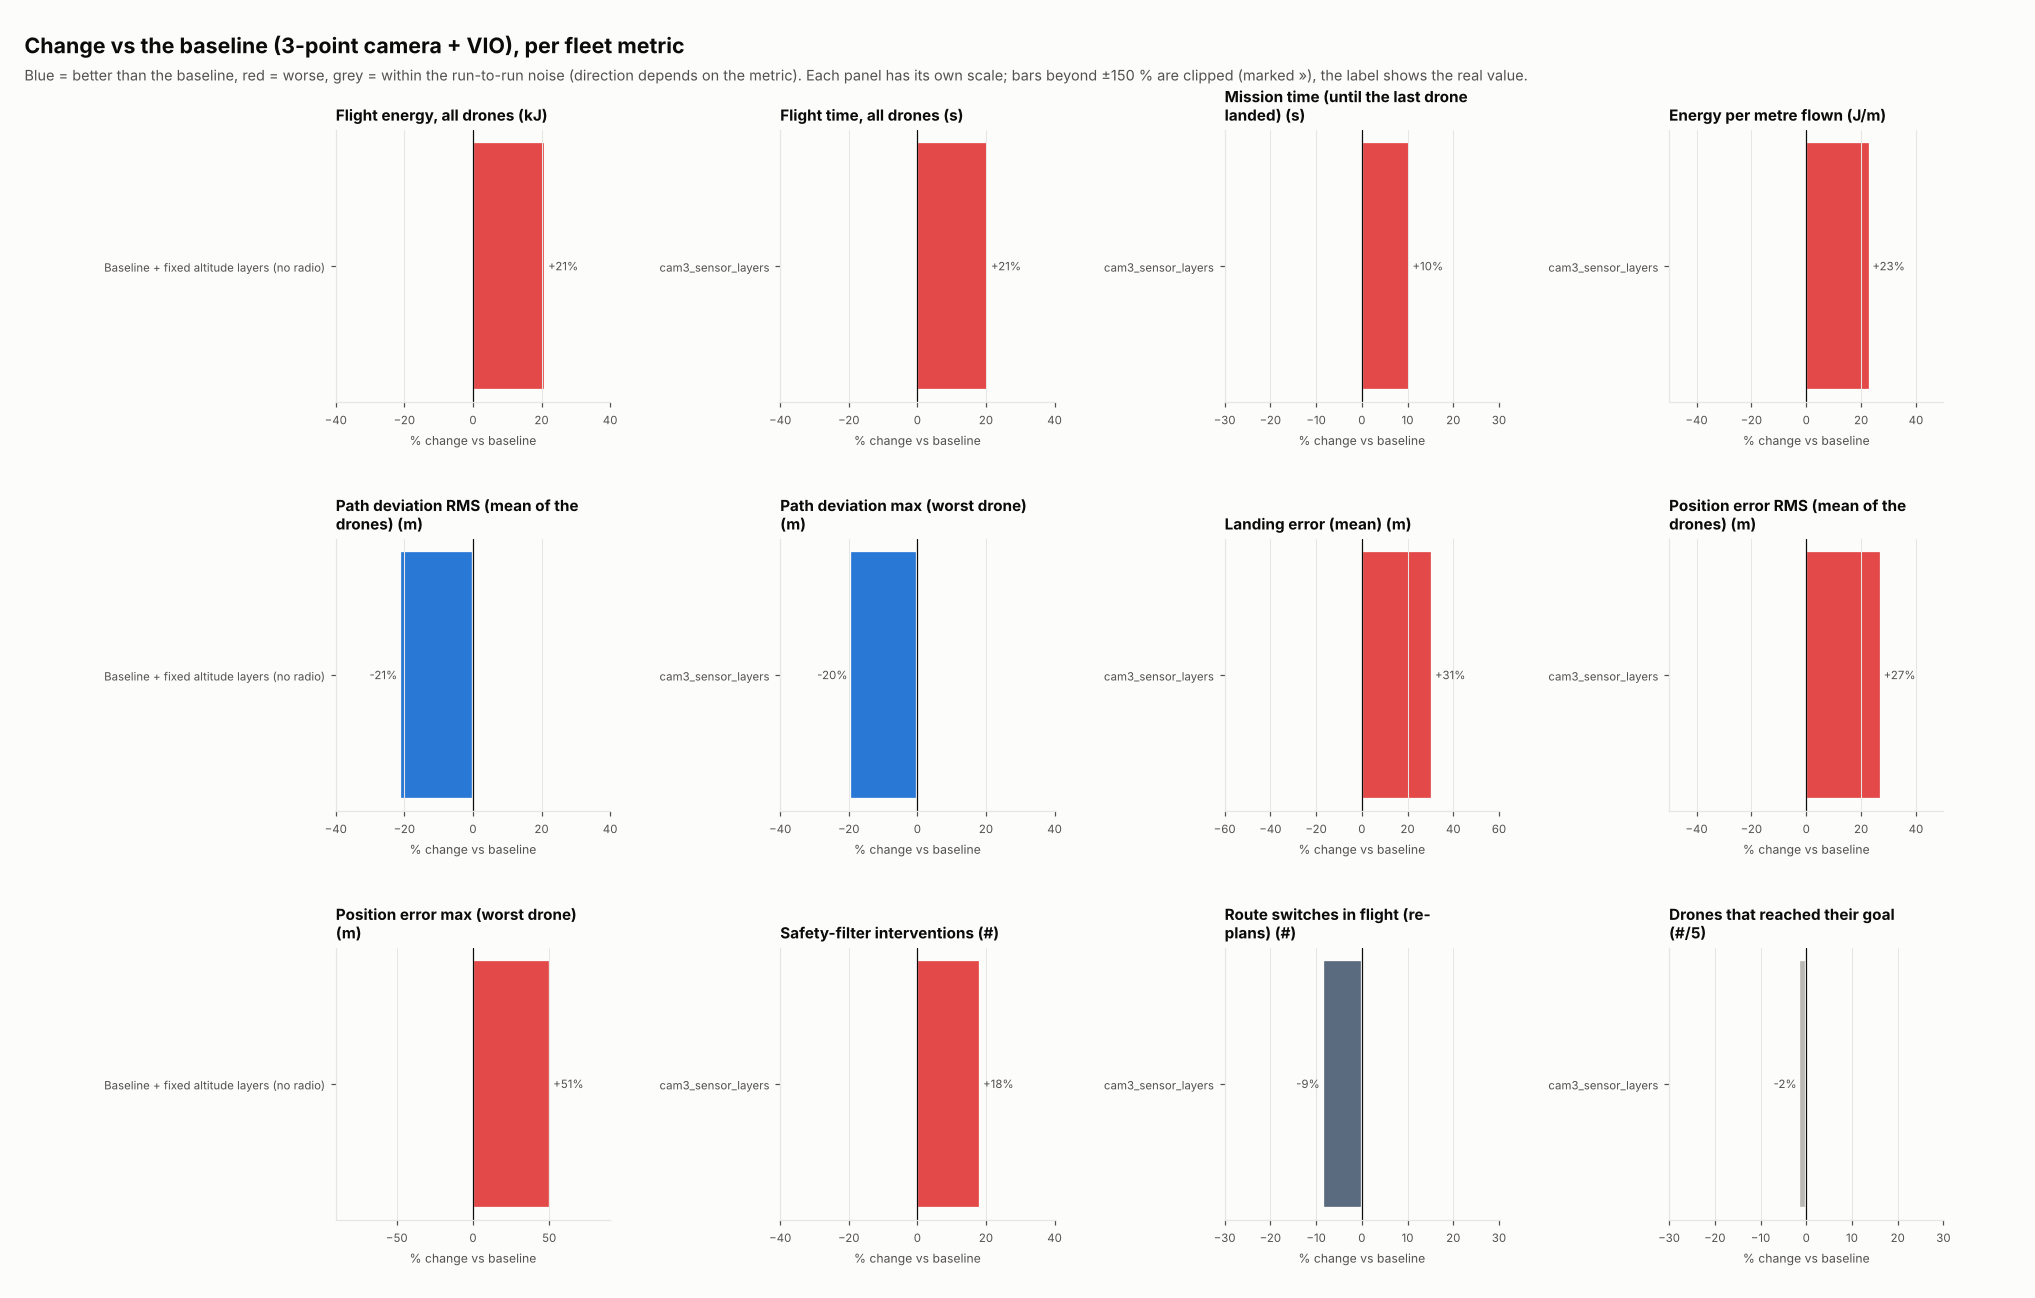 Change vs the baseline (3-point camera + VIO), per fleet metric
Blue = better than the baseline, red = worse, grey = within the run-to-run noise (direction depends on the metric). Each panel has its own scale; bars beyond ±150 % are clipped (marked »), the label shows the real value.
Flight energy, all drones (kJ)
Baseline + fixed altitude layers (no radio)
+21%
−40 −20 0 20 40
% change vs baseline
Flight time, all drones (s)
cam3_sensor_layers
+21%
−40 −20 0 20 40
% change vs baseline
Mission time (until the last drone
landed) (s)
cam3_sensor_layers
+10%
−30 −20 −10 0 10 20 30
% change vs baseline
Energy per metre flown (J/m)
cam3_sensor_layers
+23%
−40 −20 0 20 40
% change vs baseline
Path deviation RMS (mean of the
drones) (m)
Baseline + fixed altitude layers (no radio)
-21%
−40 −20 0 20 40
% change vs baseline
Path deviation max (worst drone)
(m)
cam3_sensor_layers
-20%
−40 −20 0 20 40
% change vs baseline
Landing error (mean) (m)
cam3_sensor_layers
+31%
−60 −40 −20 0 20 40 60
% change vs baseline
Position error RMS (mean of the
drones) (m)
cam3_sensor_layers
+27%
−40 −20 0 20 40
% change vs baseline
Position error max (worst drone)
(m)
Baseline + fixed altitude layers (no radio)
+51%
−50 0 50
% change vs baseline
Safety-filter interventions (#)
cam3_sensor_layers
+18%
−40 −20 0 20 40
% change vs baseline
Route switches in flight (re-
plans) (#)
cam3_sensor_layers
-9%
−30 −20 −10 0 10 20 30
% change vs baseline
Drones that reached their goal
(#/5)
cam3_sensor_layers
-2%
−30 −20 −10 0 10 20 30
% change vs baseline